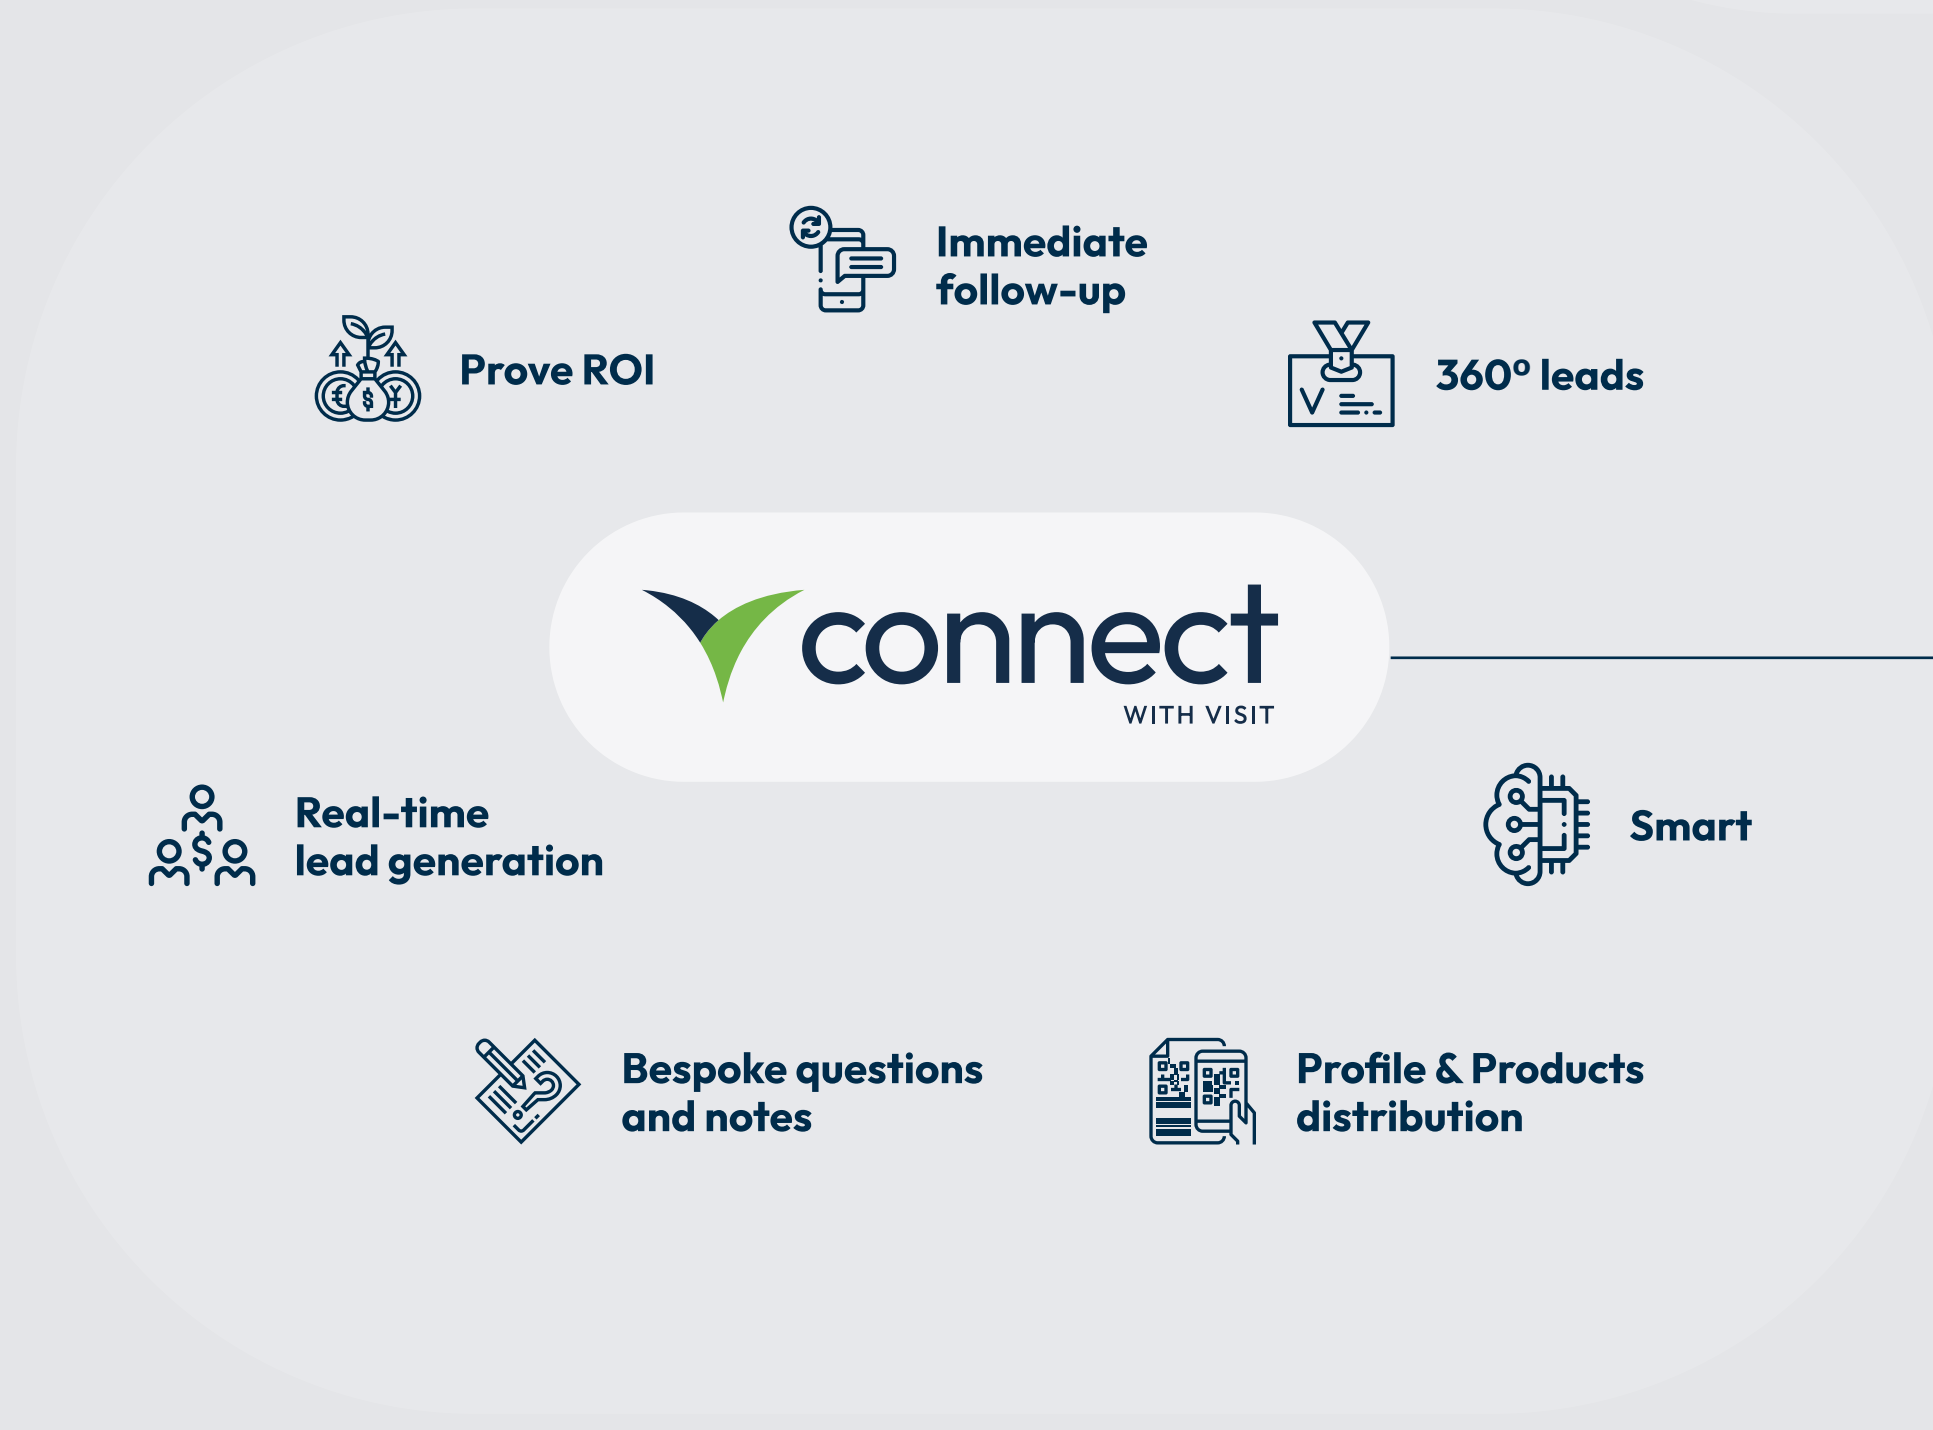 Immediate
follow-up
Prove ROI
360º leads
connect
WITH VISIT
Real-time
lead generation
Smart
Bespoke questions
and notes
Profile & Products
distribution